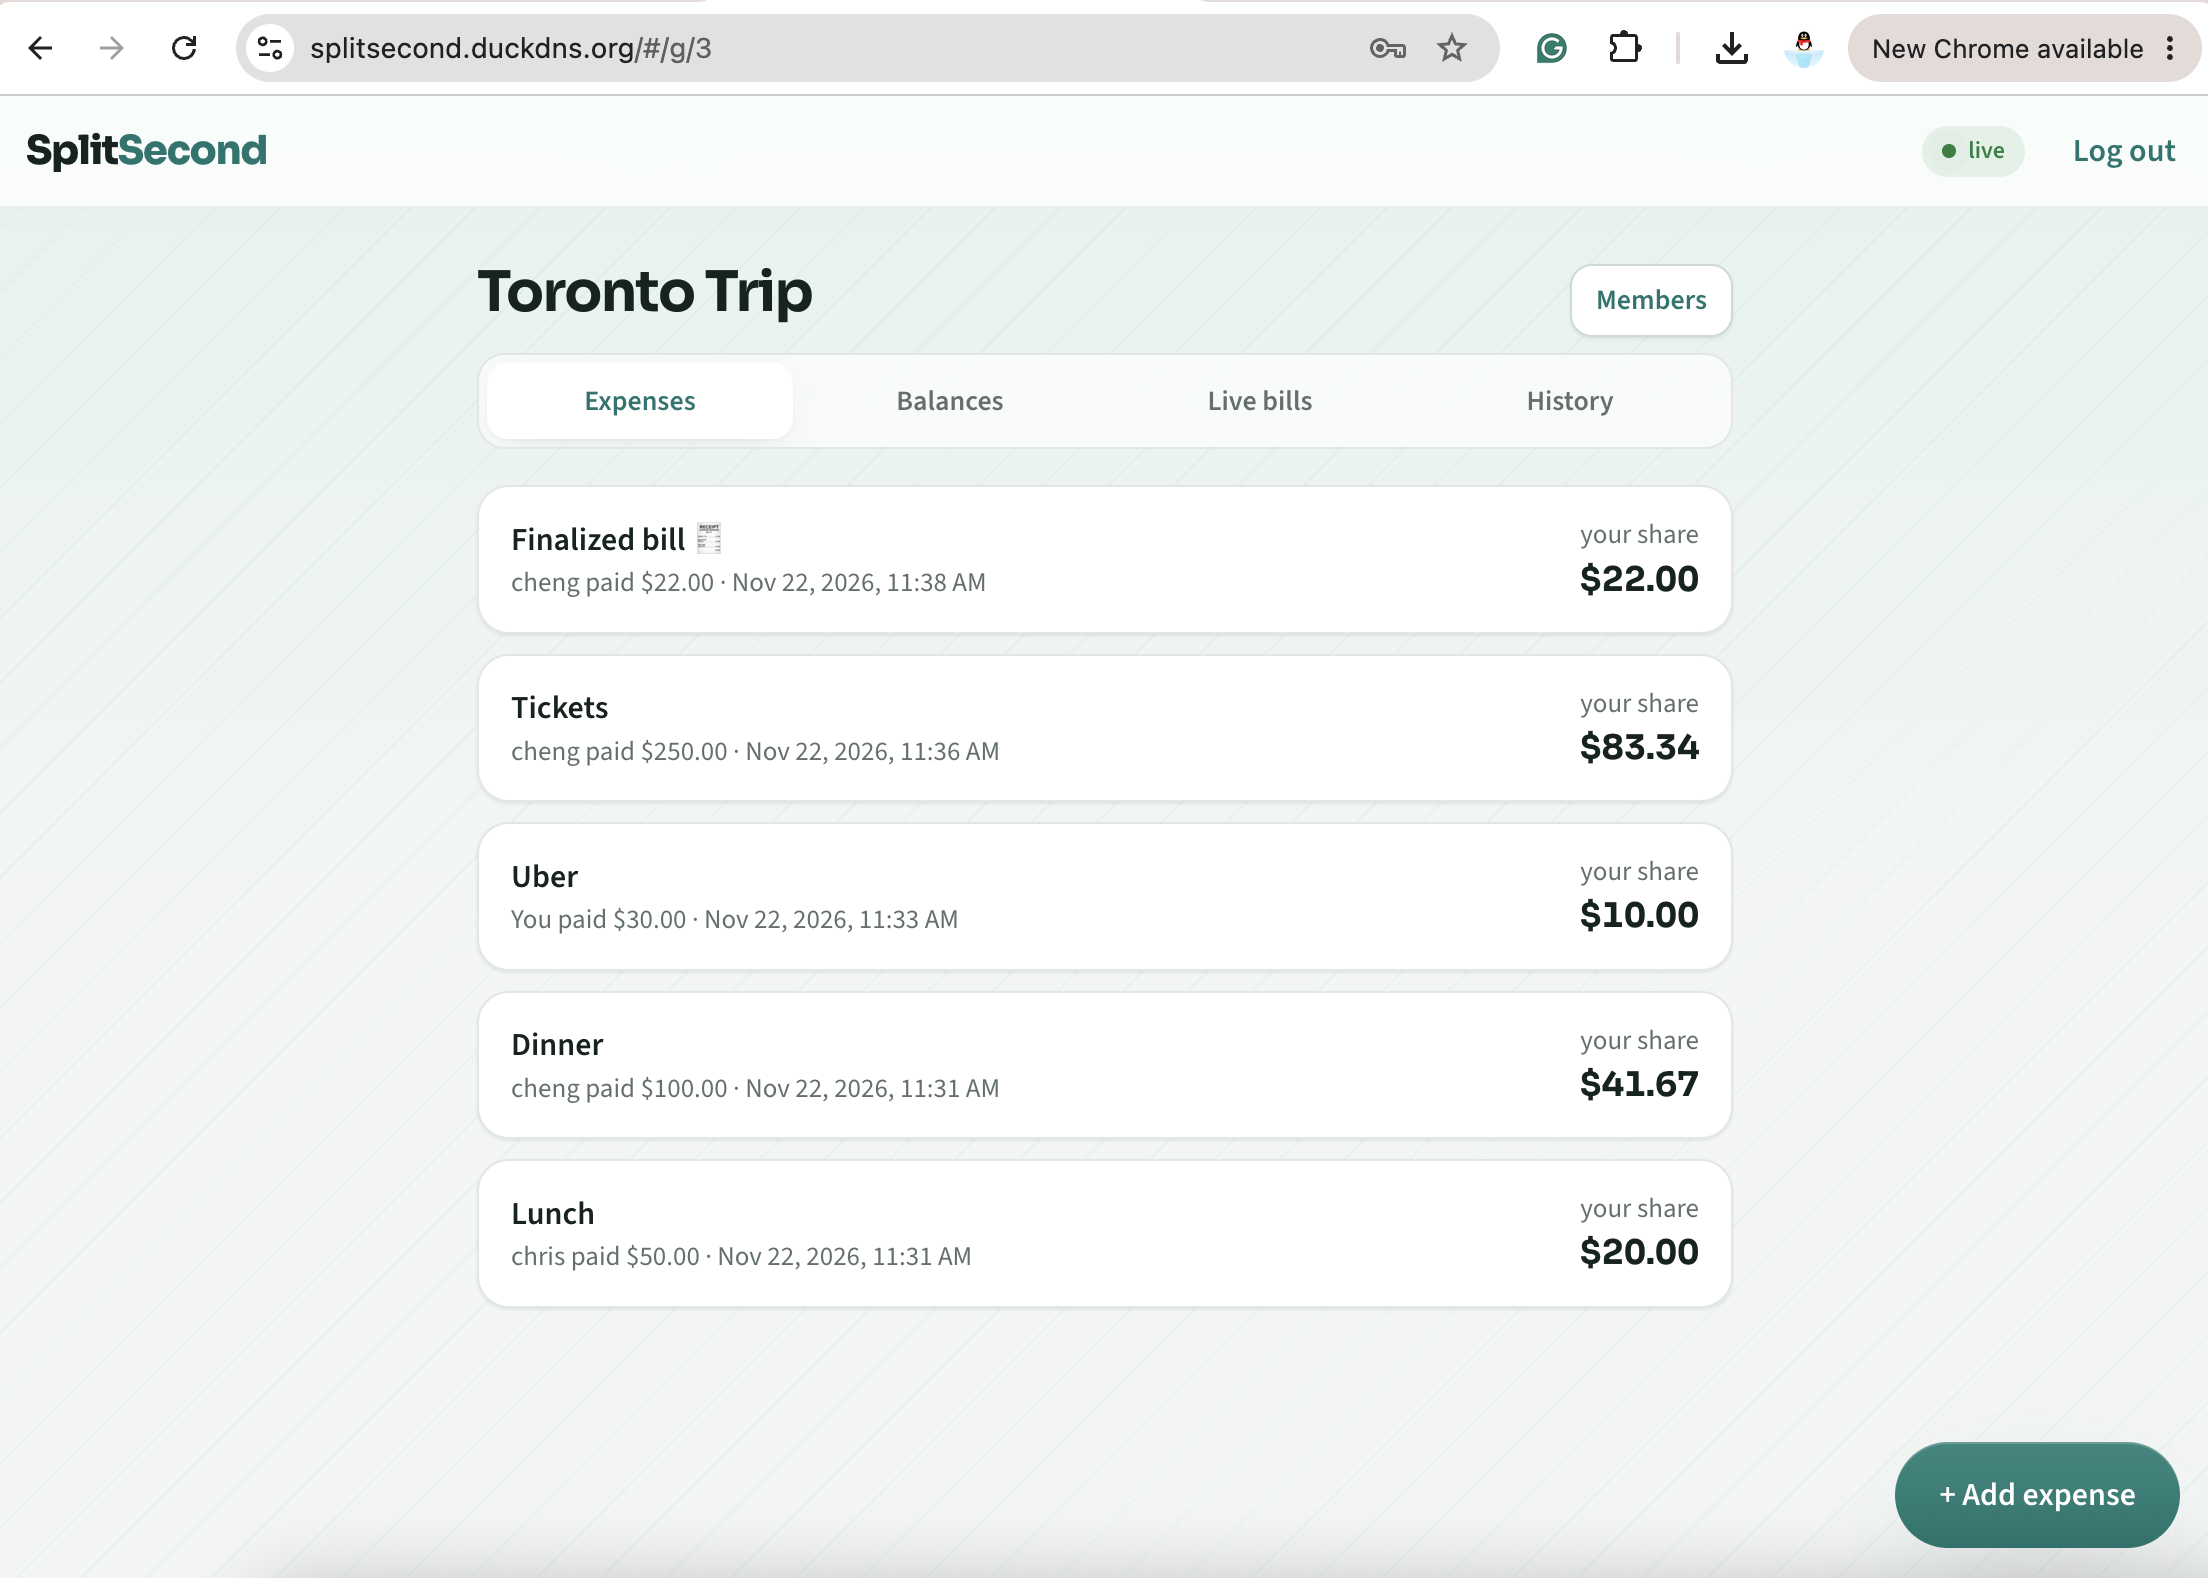 splitsecond.duckdns.org/#/g/3
New Chrome available
SplitSecond
live
Log out
Toronto Trip
Members
Expenses
Balances
Live bills
History
Finalized bill
your share
cheng paid $22.00 · Nov 22, 2026, 11:38 AM
$22.00
Tickets
your share
cheng paid $250.00 · Nov 22, 2026, 11:36 AM
$83.34
Uber
your share
You paid $30.00 · Nov 22, 2026, 11:33 AM
$10.00
Dinner
your share
cheng paid $100.00 · Nov 22, 2026, 11:31 AM
$41.67
Lunch
your share
chris paid $50.00 · Nov 22, 2026, 11:31 AM
$20.00
+ Add expense